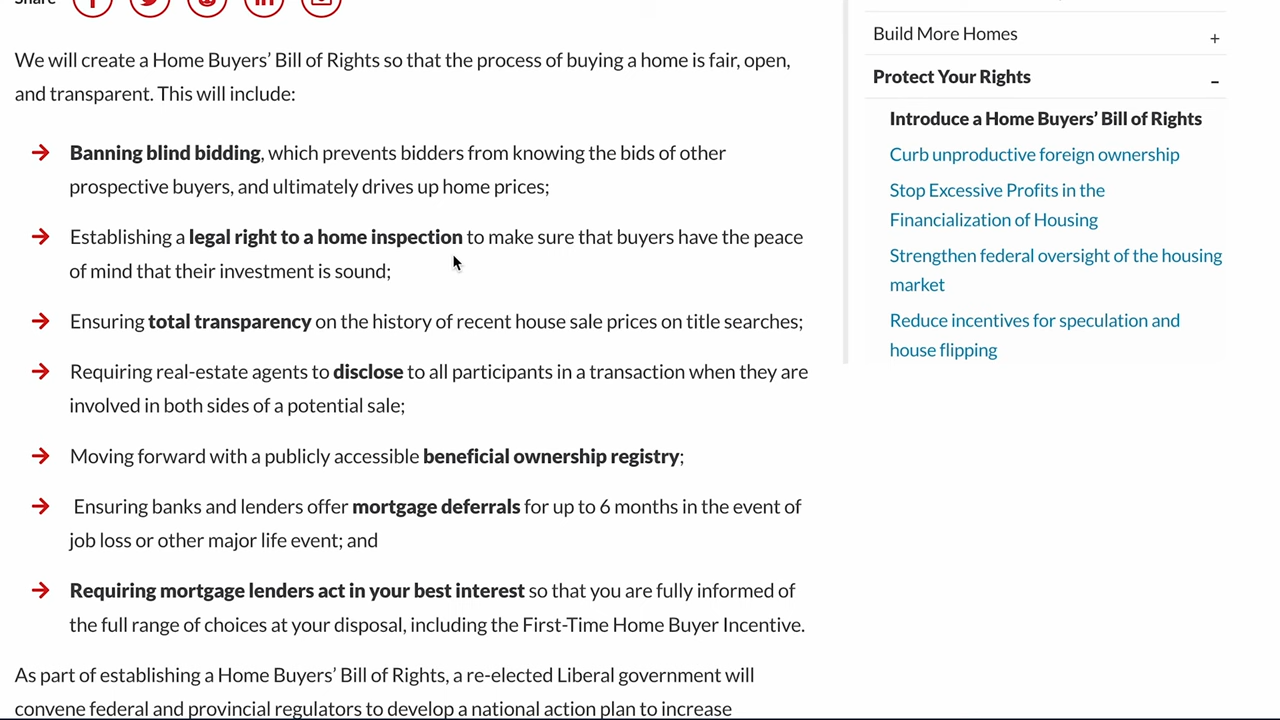 Share
We will create a Home Buyers’ Bill of Rights so that the process of buying a home is fair, open,
and transparent. This will include:
Banning blind bidding, which prevents bidders from knowing the bids of other
prospective buyers, and ultimately drives up home prices;
Establishing a legal right to a home inspection to make sure that buyers have the peace
of mind that their investment is sound;
Ensuring total transparency on the history of recent house sale prices on title searches;
Requiring real-estate agents to disclose to all participants in a transaction when they are
involved in both sides of a potential sale;
Moving forward with a publicly accessible beneficial ownership registry;
Ensuring banks and lenders offer mortgage deferrals for up to 6 months in the event of
job loss or other major life event; and
Requiring mortgage lenders act in your best interest so that you are fully informed of
the full range of choices at your disposal, including the First-Time Home Buyer Incentive.
As part of establishing a Home Buyers’ Bill of Rights, a re-elected Liberal government will
convene federal and provincial regulators to develop a national action plan to increase
Build More Homes +
Protect Your Rights -
Introduce a Home Buyers’ Bill of Rights
Curb unproductive foreign ownership
Stop Excessive Profits in the
Financialization of Housing
Strengthen federal oversight of the housing
market
Reduce incentives for speculation and
house flipping